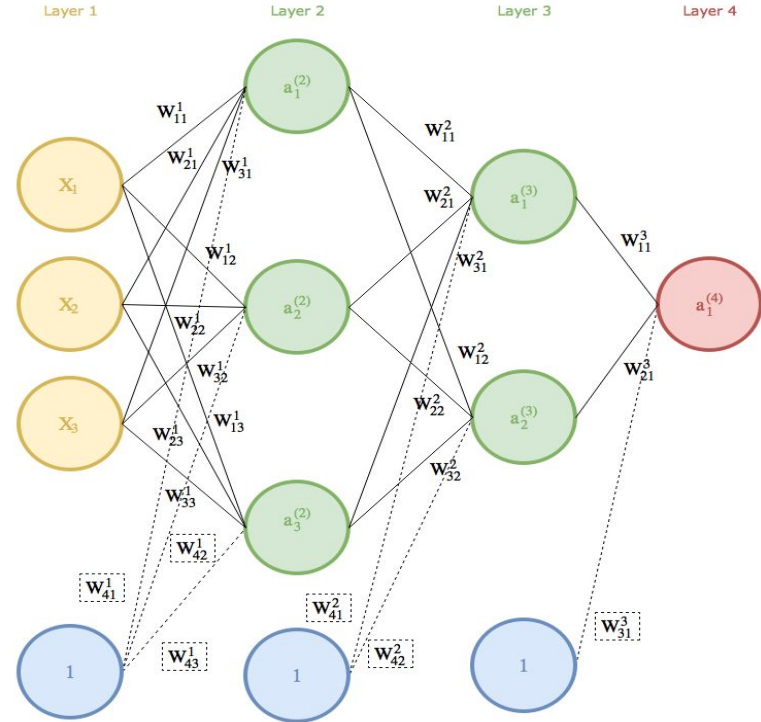 Layer 1 Layer 2 Layer 3 Layer 4
a₁⁽²⁾
W¹₁₁
W²₁₁
W¹₂₁
W¹₃₁
X₁
W²₂₁
a₁⁽³⁾
W³₁₁
W¹₁₂
W²₃₁
X₂
a₂⁽²⁾
a₁⁽⁴⁾
W¹₂₂
W²₁₂
W¹₃₂
W³₂₁
W²₂₂
X₃
W¹₁₃
a₂⁽³⁾
W¹₂₃
W²₃₂
W¹₃₃
a₃⁽²⁾
W¹₄₂
W¹₄₁
W²₄₁
W³₃₁
W¹₄₃
W²₄₂
1
1
1